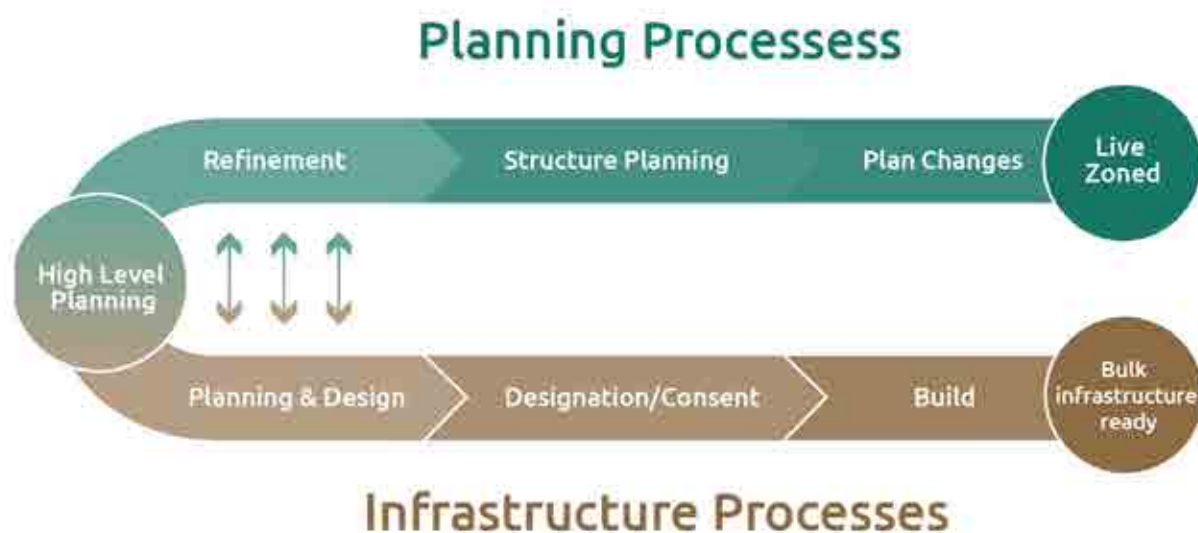 Planning Processess
Refinement
Structure Planning
Plan Changes
Live
Zoned
High Level
Planning
Planning & Design
Designation/Consent
Build
Bulk
infrastructure
ready
Infrastructure Processes